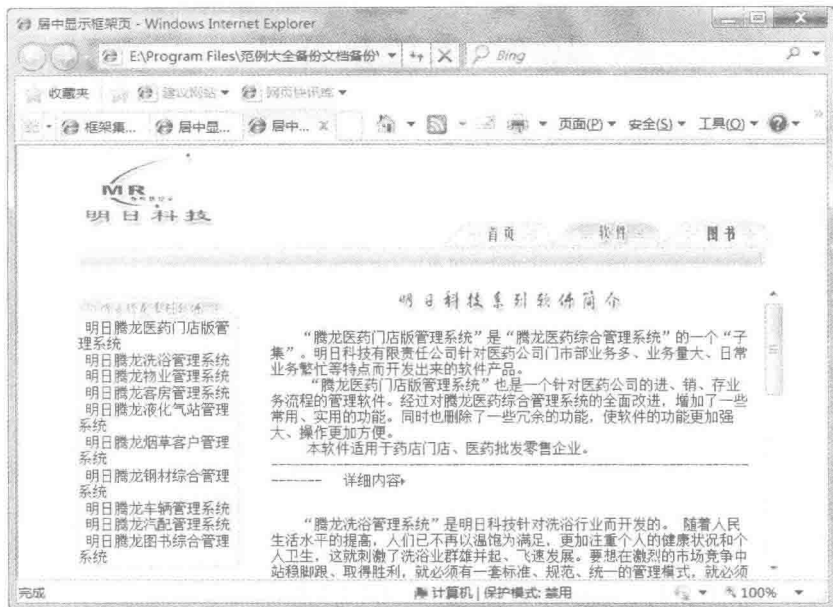 居中显示框架页 - Windows Internet Explorer
E:\Program Files\范例大全备份文档备份\
Bing
收藏夹
建议网站
网页快讯库
框架集...
居中显...
居中...
页面(P)
安全(S)
工具(O)
MR
明日科技
首页
软件
图书
明日科技系列软件简介
明日腾龙医药门店版管
理系统
明日腾龙洗浴管理系统
明日腾龙物业管理系统
明日腾龙客房管理系统
明日腾龙液化气站管理
系统
明日腾龙烟草客户管理
系统
明日腾龙钢材综合管理
系统
明日腾龙车辆管理系统
明日腾龙汽配管理系统
明日腾龙图书综合管理
系统
“腾龙医药门店版管理系统”是“腾龙医药综合管理系统”的一个“子
集”。明日科技有限责任公司针对医药公司门市部业务多、业务量大、日常
业务繁忙等特点而开发出来的软件产品。
“腾龙医药门店版管理系统”也是一个针对医药公司的进、销、存业
务流程的管理软件。经过对腾龙医药综合管理系统的全面改进，增加了一些
常用、实用的功能。同时也删除了一些冗余的功能，使软件的功能更加强
大、操作更加方便。
本软件适用于药店门店、医药批发零售企业。
------- 详细内容
“腾龙洗浴管理系统”是明日科技针对洗浴行业而开发的。 随着人民
生活水平的提高，人们已不再以温饱为满足，更加注重个人的健康状况和个
人卫生，这就刺激了洗浴业群雄并起、飞速发展。要想在激烈的市场竞争中
站稳脚跟、取得胜利，就必须有一套标准、规范、统一的管理模式，就必须
完成
计算机 | 保护模式: 禁用
100%